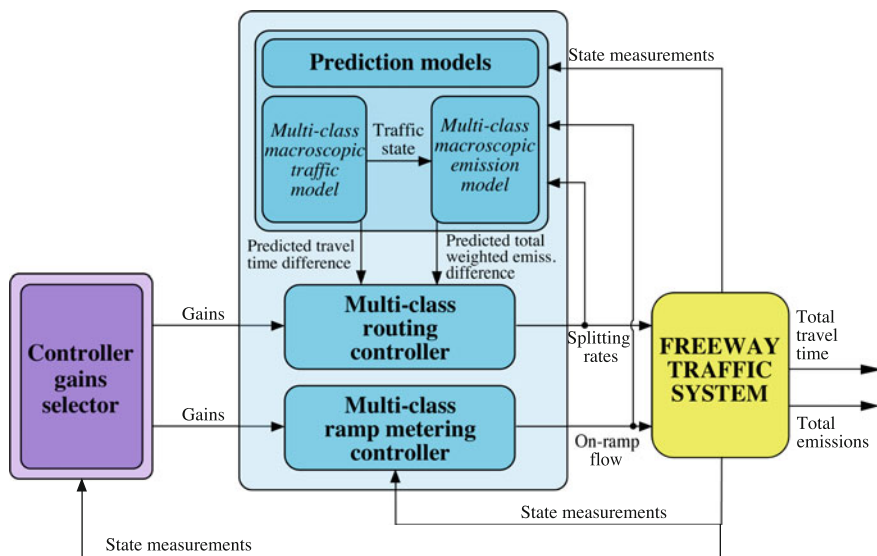 State measurements
Prediction models
Multi-class
macroscopic
traffic
model
Traffic
state
Multi-class
macroscopic
emission
model
Predicted travel
time difference
Predicted total
weighted emiss.
difference
Controller
gains
selector
Gains
Multi-class
routing
controller
Splitting
rates
FREEWAY
TRAFFIC
SYSTEM
Total
travel
time
Total
emissions
Gains
Multi-class
ramp metering
controller
On-ramp
flow
State measurements
State measurements